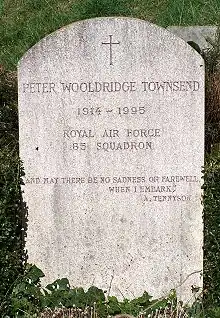 PETER WOOLDRIDGE TOWNSEND
1914 – 1995
ROYAL AIR FORCE
85 SQUADRON
AND MAY THERE BE NO SADNESS OR FAREWELL
WHEN I EMBARK.
A. TENNYSON